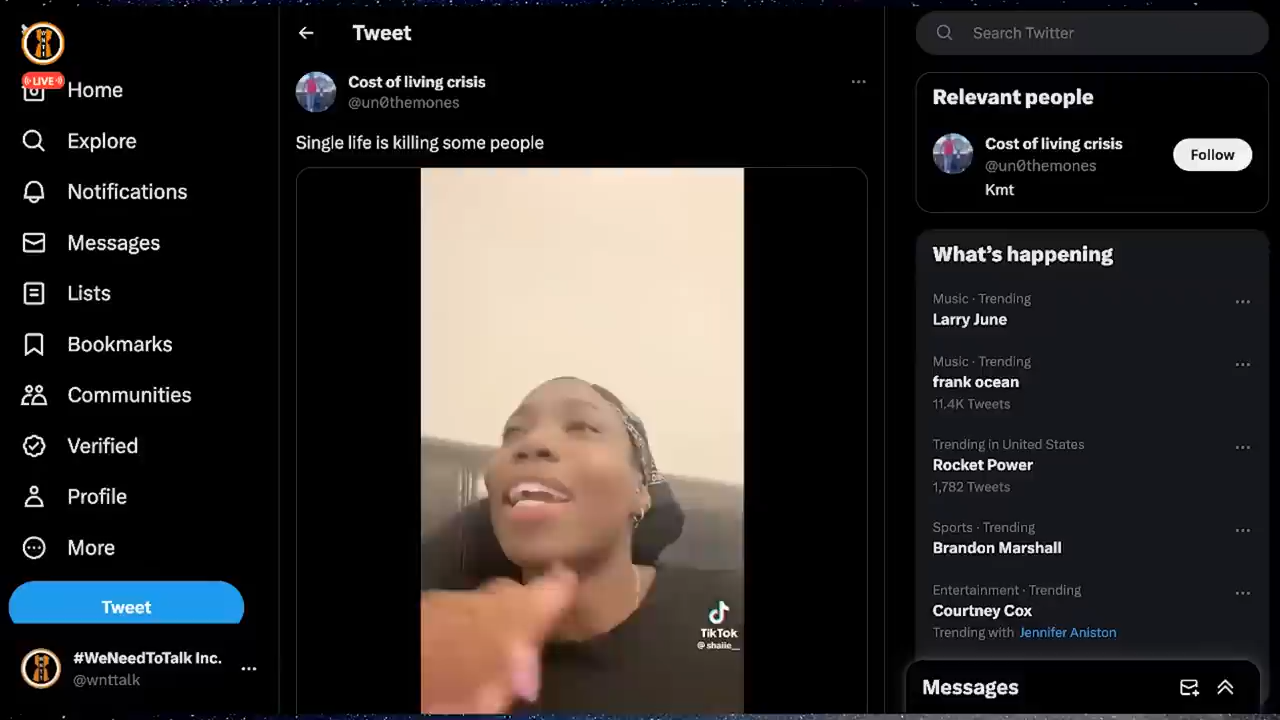 LIVE
Home
Explore
Notifications
Messages
Lists
Bookmarks
Communities
Verified
Profile
More
Tweet
#WeNeedToTalk Inc.
@wnttalk
Tweet
Cost of living crisis
@un0themones
Single life is killing some people
TikTok
@shaiie__
Search Twitter
Relevant people
Cost of living crisis
@un0themones
Kmt
Follow
What's happening
Music · Trending
Larry June
Music · Trending
frank ocean
11.4K Tweets
Trending in United States
Rocket Power
1,782 Tweets
Sports · Trending
Brandon Marshall
Entertainment · Trending
Courtney Cox
Trending with Jennifer Aniston
Messages